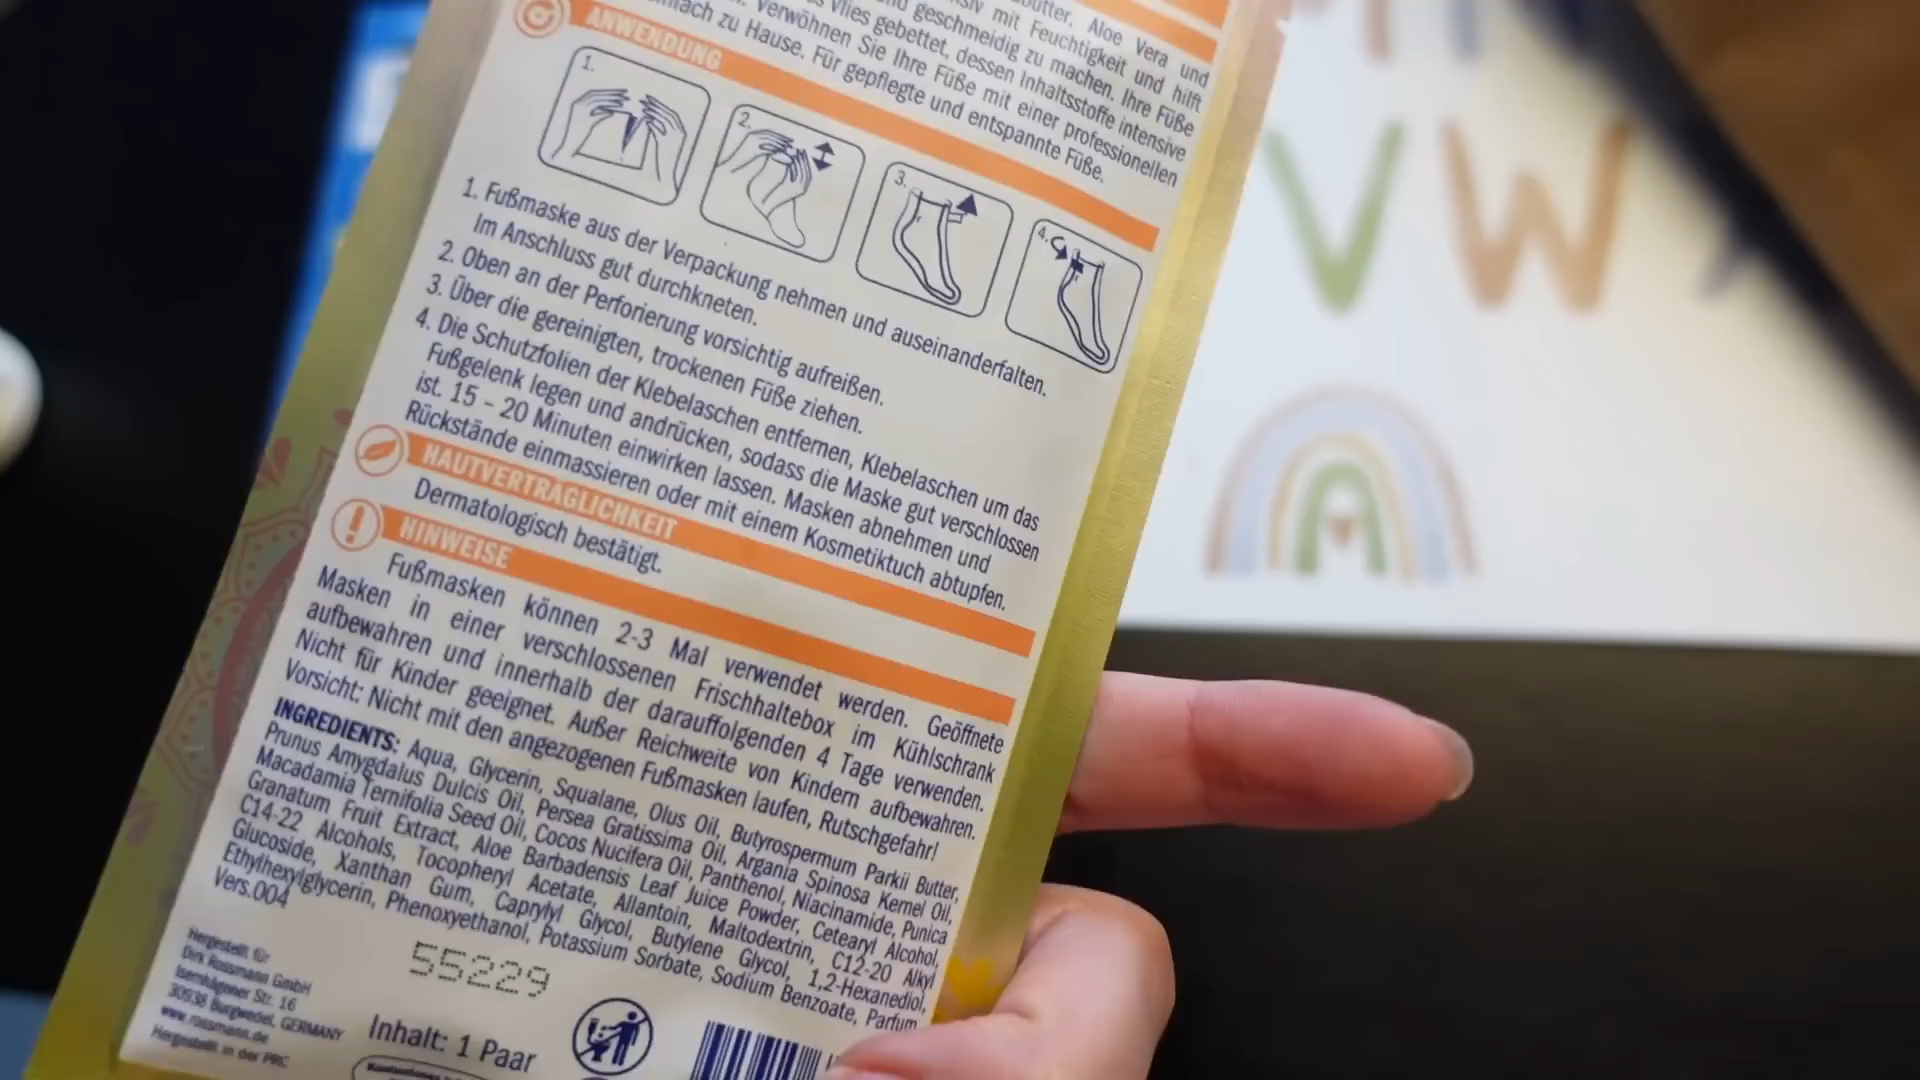 butter, Aloe Vera und
mit Feuchtigkeit und hilft
geschmeidig zu machen. Ihre Füße
Vlies gebettet, dessen Inhaltsstoffe intensive
verwöhnen Sie Ihre Füße mit einer professionellen
zu Hause. Für gepflegte und entspannte Füße.
ANWENDUNG
1.
2.
3.
4.
1. Fußmaske aus der Verpackung nehmen und auseinanderfalten.
Im Anschluss gut durchkneten.
2. Oben an der Perforierung vorsichtig aufreißen.
3. Über die gereinigten, trockenen Füße ziehen.
4. Die Schutzfolien der Klebelaschen entfernen, Klebelaschen um das
Fußgelenk legen und andrücken, sodass die Maske gut verschlossen
ist. 15 – 20 Minuten einwirken lassen. Masken abnehmen und
Rückstände einmassieren oder mit einem Kosmetiktuch abtupfen.
HAUTVERTRÄGLICHKEIT
Dermatologisch bestätigt.
HINWEISE
Fußmasken können 2-3 Mal verwendet werden. Geöffnete
Masken in einer verschlossenen Frischhaltebox im Kühlschrank
aufbewahren und innerhalb der darauffolgenden 4 Tage verwenden.
Nicht für Kinder geeignet. Außer Reichweite von Kindern aufbewahren.
Vorsicht: Nicht mit den angezogenen Fußmasken laufen, Rutschgefahr!
INGREDIENTS: Aqua, Glycerin, Squalane, Olus Oil, Butyrospermum Parkii Butter,
Prunus Amygdalus Dulcis Oil, Persea Gratissima Oil, Argania Spinosa Kernel Oil,
Macadamia Ternifolia Seed Oil, Cocos Nucifera Oil, Panthenol, Niacinamide, Punica
Granatum Fruit Extract, Aloe Barbadensis Leaf Juice Powder, Cetearyl Alcohol,
C14-22 Alcohols, Tocopheryl Acetate, Allantoin, Maltodextrin, C12-20 Alkyl
Glucoside, Xanthan Gum, Caprylyl Glycol, Butylene Glycol, 1,2-Hexanediol,
Ethylhexylglycerin, Phenoxyethanol, Potassium Sorbate, Sodium Benzoate, Parfum
Vers.004
55229
Hergestellt für
Dirk Rossmann GmbH
Isernhägener Str. 16
30938 Burgwedel, GERMANY
www.rossmann.de
Hergestellt in der PRC
Inhalt: 1 Paar
V W